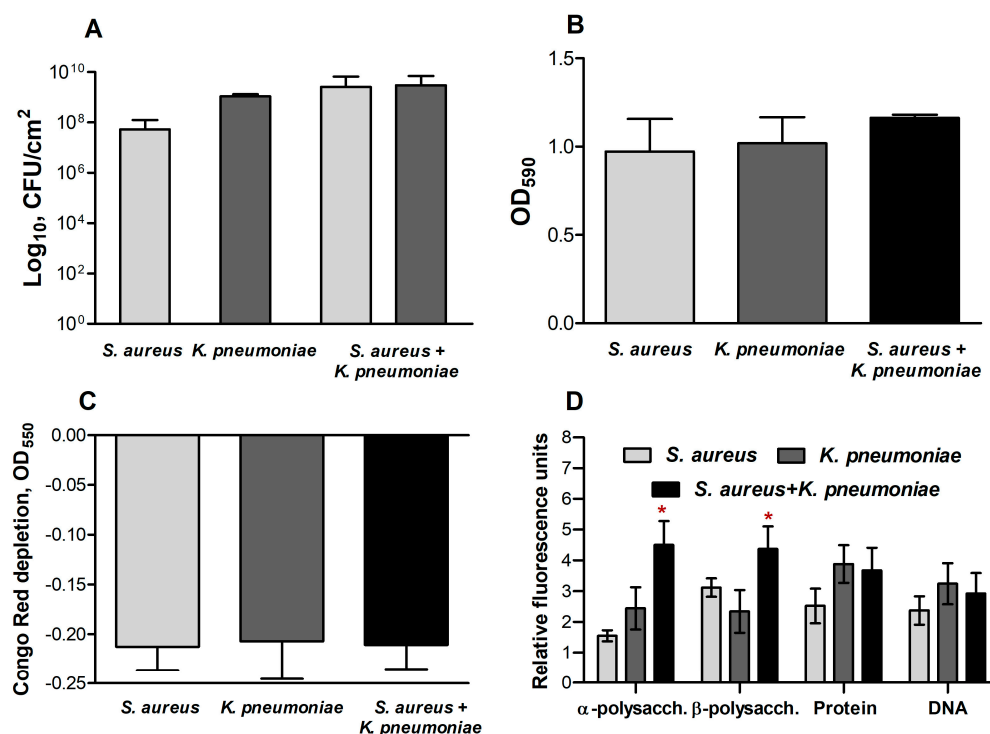 A
Log10, CFU/cm2
10^10
10^8
10^6
10^4
10^2
10^0
S. aureus
K. pneumoniae
S. aureus +
K. pneumoniae
B
OD590
1.5
1.0
0.5
0.0
S. aureus
K. pneumoniae
S. aureus +
K. pneumoniae
C
Congo Red depletion, OD550
0.00
-0.05
-0.10
-0.15
-0.20
-0.25
S. aureus
K. pneumoniae
S. aureus +
K. pneumoniae
D
Relative fluorescence units
8
7
6
5
4
3
2
1
0
S. aureus
K. pneumoniae
S. aureus+K. pneumoniae
*
*
α-polysacch.
β-polysacch.
Protein
DNA